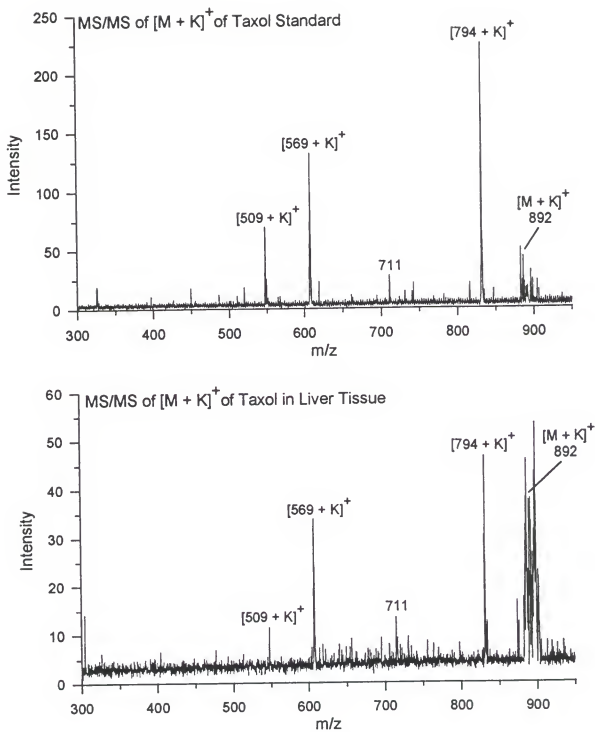 MS/MS of [M + K]+ of Taxol Standard
250
200
150
100
50
0
Intensity
[794 + K]+
[569 + K]+
[509 + K]+
[M + K]+
892
711
300 400 500 600 700 800 900
m/z
MS/MS of [M + K]+ of Taxol in Liver Tissue
60
50
40
30
20
10
0
Intensity
[794 + K]+
[M + K]+
892
[569 + K]+
[509 + K]+
711
300 400 500 600 700 800 900
m/z